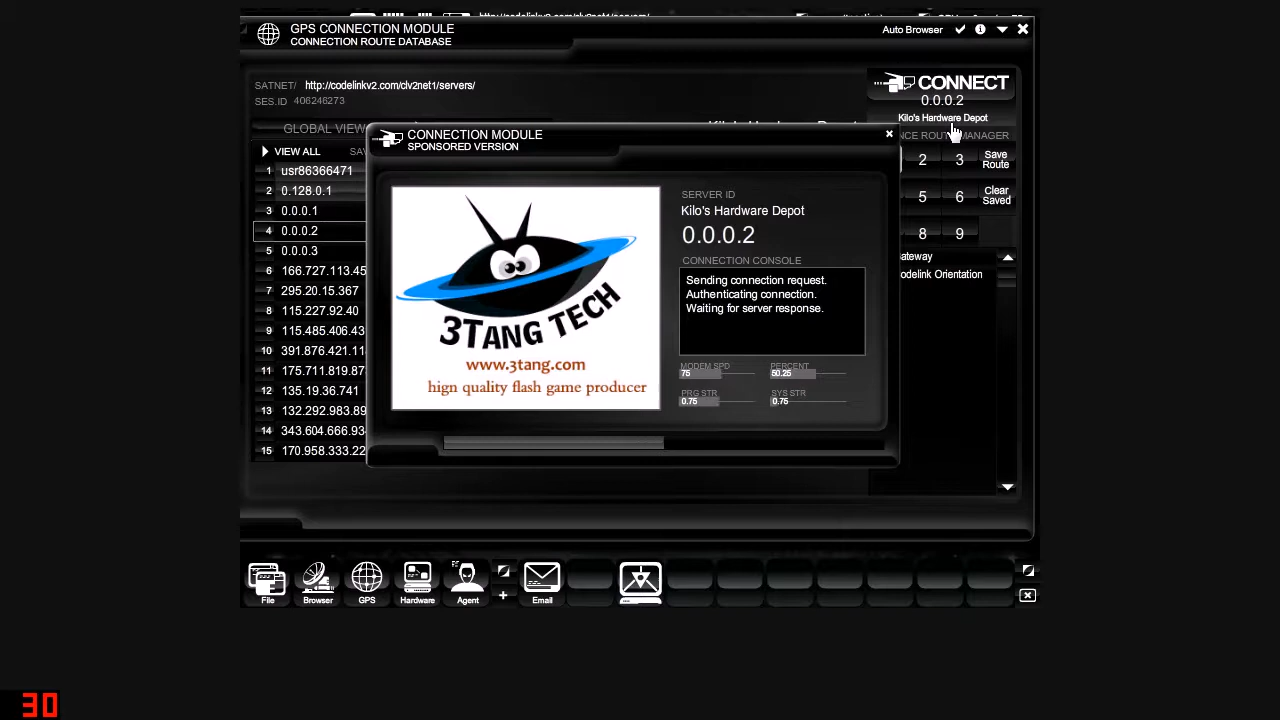 GPS CONNECTION MODULE
CONNECTION ROUTE DATABASE
Auto Browser
SATNET/ http://codelinkv2.com/clv2net1/servers/
SES.ID 406246273
CONNECT
0.0.0.2
Kilo's Hardware Depot
GLOBAL VIEW
VIEW ALL
MANAGER
1 usr86366471
2 0.128.0.1
3 0.0.0.1
4 0.0.0.2
5 0.0.0.3
6 166.727.113.45
7 295.20.15.367
8 115.227.92.40
9 115.485.406.43
10 391.876.421.11
11 175.711.819.87
12 135.19.36.741
13 132.292.983.89
14 343.604.666.93
15 170.958.333.22
CONNECTION MODULE
SPONSORED VERSION
3TANG TECH
www.3tang.com
hign quality flash game producer
SERVER ID
Kilo's Hardware Depot
0.0.0.2
CONNECTION CONSOLE
Sending connection request.
Authenticating connection.
Waiting for server response.
MODEM SPD
75
PERCENT
50.25
PRG STR
0.75
SYS STR
0.75
2 3 Save Route
5 6 Clear Saved
8 9
ateway
odelink Orientation
File
Browser
GPS
Hardware
Agent
Email
30